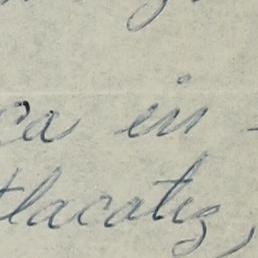 ca in -
tlacatiz,